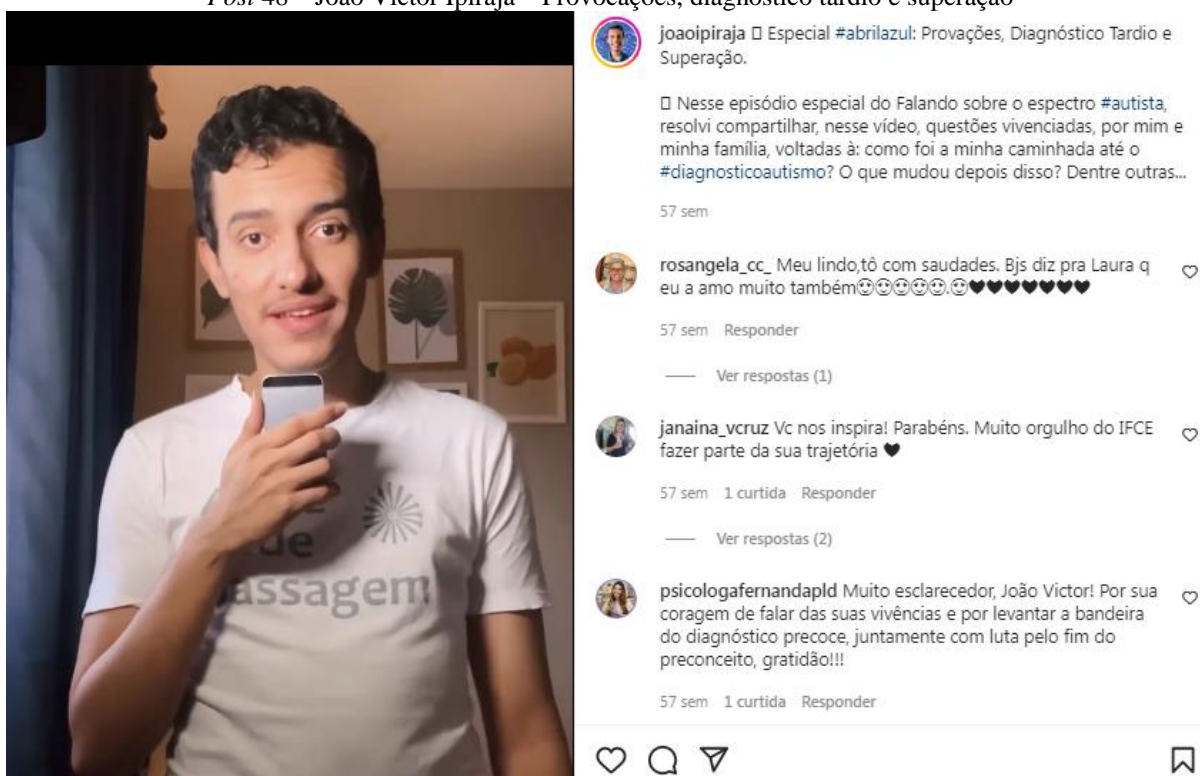 Post 48 – João Victor Ipirajá – Provocações, diagnóstico tardio e superação
joaoipiraja Especial #abrilazul: Provações, Diagnóstico Tardio e
Superação.
Nesse episódio especial do Falando sobre o espectro #autista,
resolvi compartilhar, nesse vídeo, questões vivenciadas, por mim e
minha família, voltadas à: como foi a minha caminhada até o
#diagnosticoautismo? O que mudou depois disso? Dentre outras...
57 sem
rosangela_cc_ Meu lindo,tô com saudades. Bjs diz pra Laura q
eu a amo muito também😍😍😍😍😍.😍♥♥♥♥♥♥♥
57 sem Responder
Ver respostas (1)
janaina_vcruz Vc nos inspira! Parabéns. Muito orgulho do IFCE
fazer parte da sua trajetória ♥
57 sem 1 curtida Responder
Ver respostas (2)
psicologafernandapld Muito esclarecedor, João Victor! Por sua
coragem de falar das suas vivências e por levantar a bandeira
do diagnóstico precoce, juntamente com luta pelo fim do
preconceito, gratidão!!!
57 sem 1 curtida Responder
de
assagem